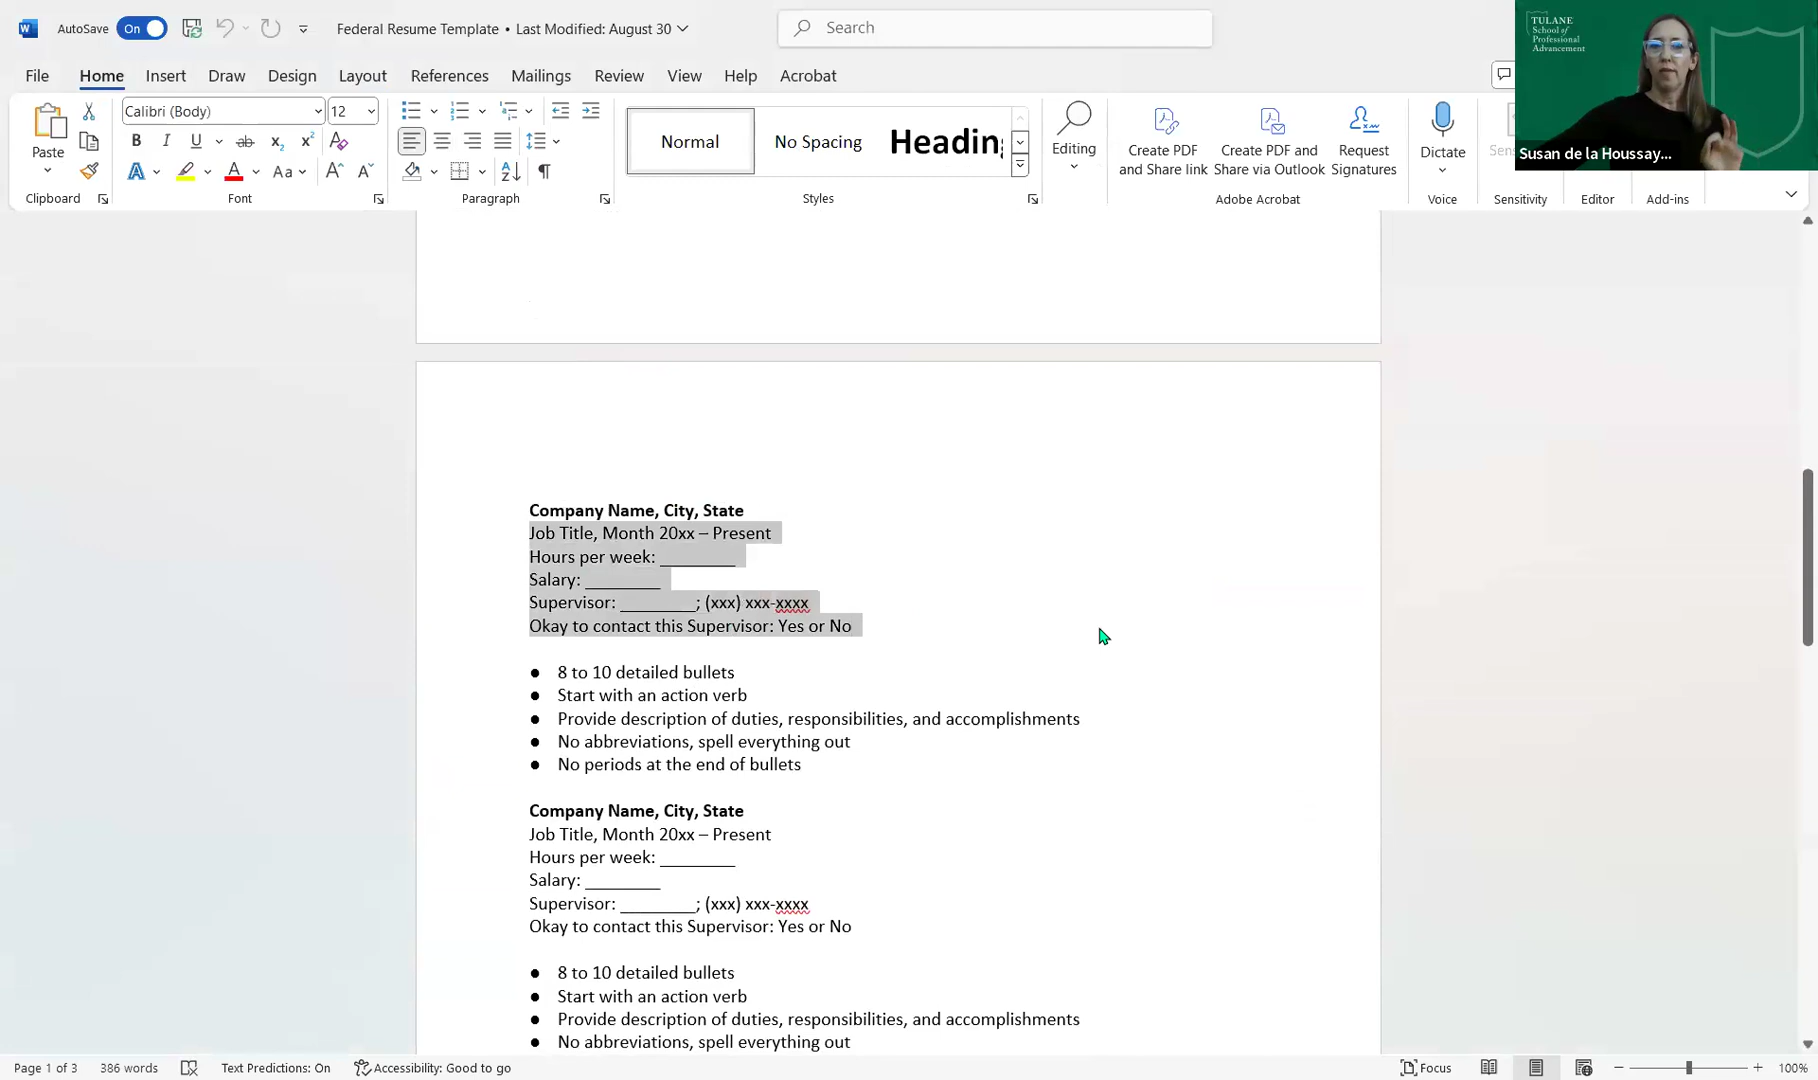 AutoSave On Federal Resume Template • Last Modified: August 30 Search
File Home Insert Draw Design Layout References Mailings Review View Help Acrobat
TULANE
School of
Professional
Advancement
Susan de la Houssay...
Calibri (Body) 12
Paste
Normal No Spacing Heading
Editing
Create PDF
and Share link
Create PDF and
Share via Outlook
Request
Signatures
Dictate
Clipboard Font Paragraph Styles Adobe Acrobat Voice Sensitivity Editor Add-ins
Company Name, City, State
Job Title, Month 20xx – Present
Hours per week: ________
Salary: ________
Supervisor: ________; (xxx) xxx-xxxx
Okay to contact this Supervisor: Yes or No
● 8 to 10 detailed bullets
● Start with an action verb
● Provide description of duties, responsibilities, and accomplishments
● No abbreviations, spell everything out
● No periods at the end of bullets
Company Name, City, State
Job Title, Month 20xx – Present
Hours per week: ________
Salary: ________
Supervisor: ________; (xxx) xxx-xxxx
Okay to contact this Supervisor: Yes or No
● 8 to 10 detailed bullets
● Start with an action verb
● Provide description of duties, responsibilities, and accomplishments
● No abbreviations, spell everything out
Page 1 of 3 386 words Text Predictions: On Accessibility: Good to go Focus 100%